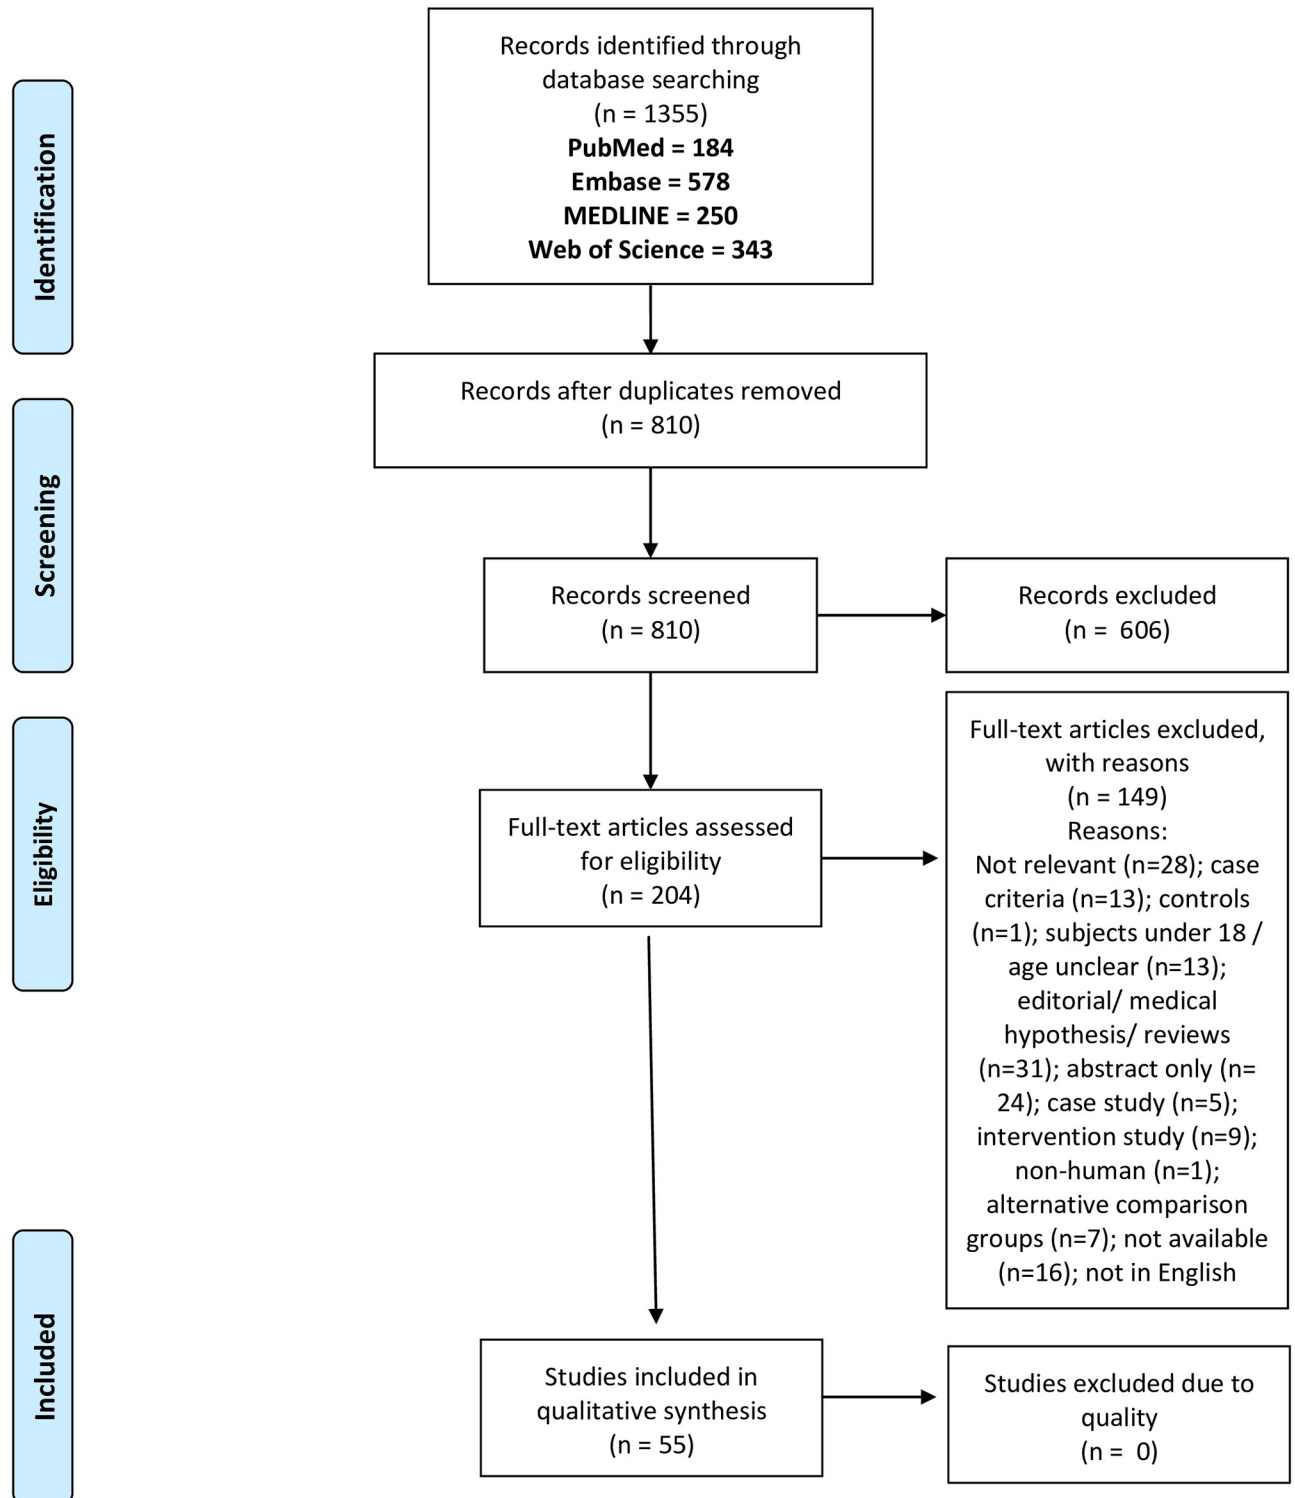 Identification
Records identified through
database searching
(n = 1355)
PubMed = 184
Embase = 578
MEDLINE = 250
Web of Science = 343
Records after duplicates removed
(n = 810)
Screening
Records screened
(n = 810)
Records excluded
(n =  606)
Eligibility
Full-text articles assessed
for eligibility
(n = 204)
Full-text articles excluded,
with reasons
(n = 149)
Reasons:
Not relevant (n=28); case
criteria (n=13); controls
(n=1); subjects under 18 /
age unclear (n=13);
editorial/ medical
hypothesis/ reviews
(n=31); abstract only (n=
24); case study (n=5);
intervention study (n=9);
non-human (n=1);
alternative comparison
groups (n=7); not available
(n=16); not in English
Included
Studies included in
qualitative synthesis
(n = 55)
Studies excluded due to
quality
(n =  0)